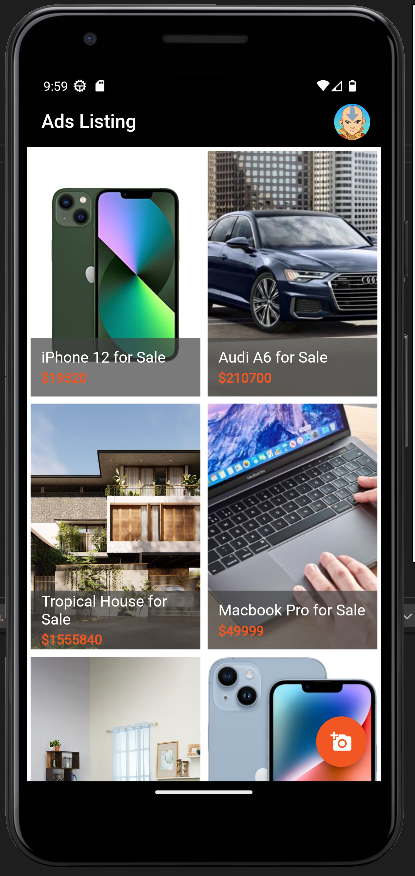 9:59
Ads Listing
iPhone 12 for Sale
$19520
Audi A6 for Sale
$210700
Tropical House for
Sale
$1555840
Macbook Pro for Sale
$49999